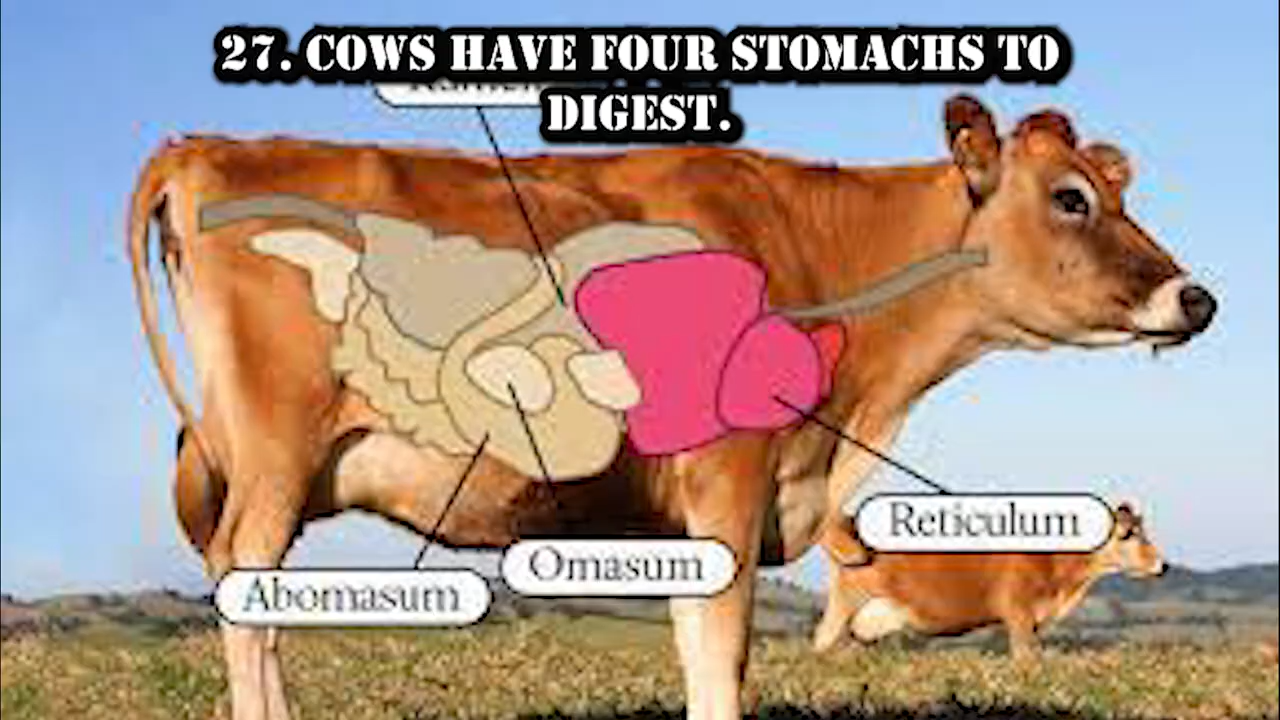 27. COWS HAVE FOUR STOMACHS TO
DIGEST.
Reticulum
Omasum
Abomasum